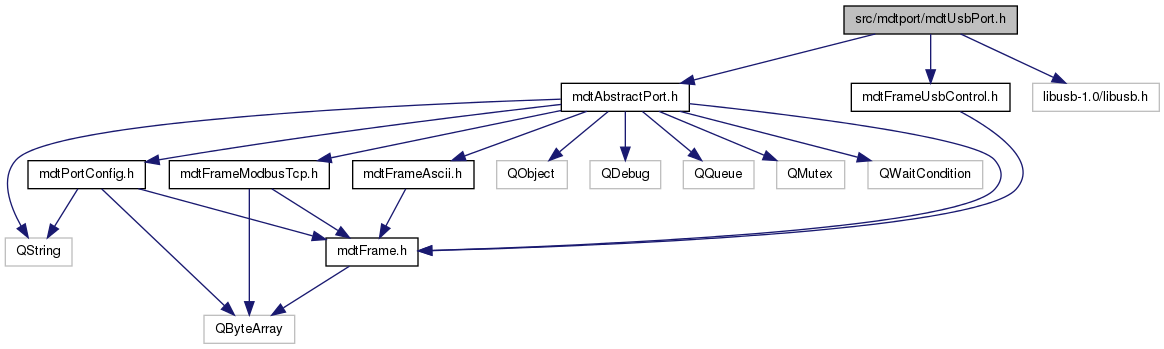 src/mdtport/mdtUsbPort.h
mdtAbstractPort.h
mdtFrameUsbControl.h
libusb-1.0/libusb.h
mdtPortConfig.h
mdtFrameModbusTcp.h
mdtFrameAscii.h
QObject
QDebug
QQueue
QMutex
QWaitCondition
QString
mdtFrame.h
QByteArray